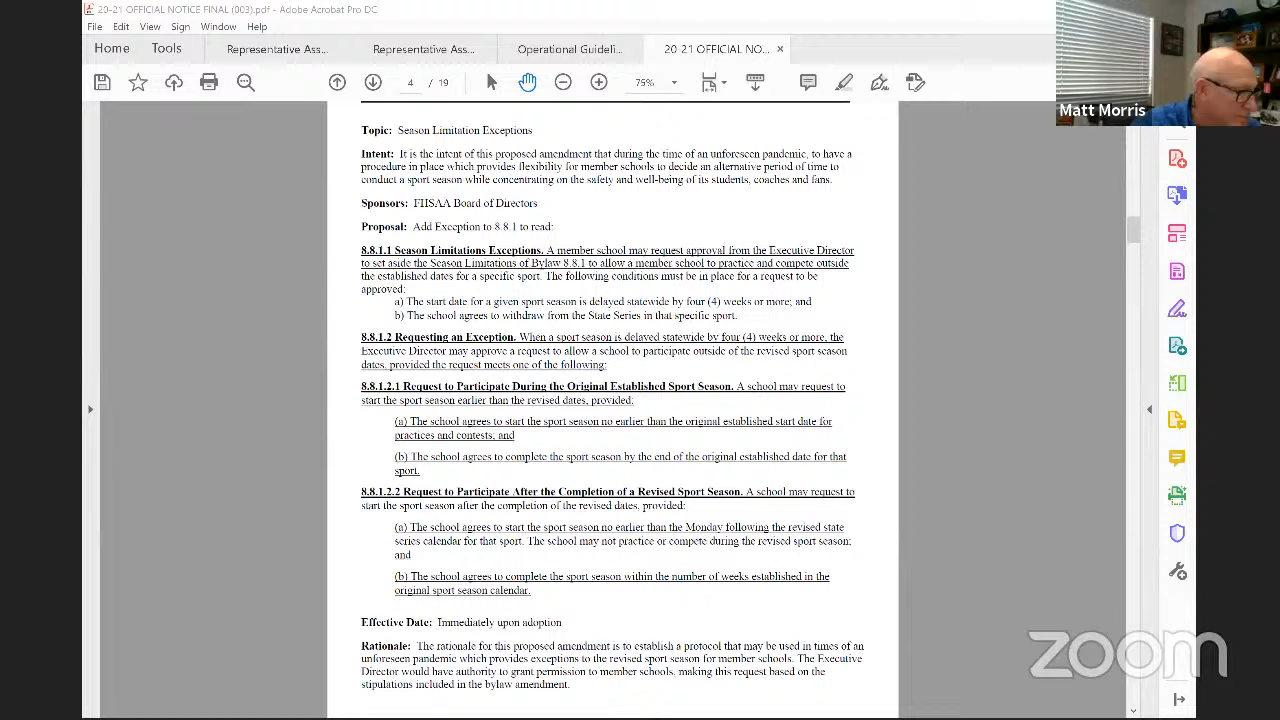 20-21 OFFICIAL NOTICE FINAL (003).pdf - Adobe Acrobat Pro DC
File Edit View Sign Window Help
Home Tools Representative Ass... Representative Ass... Operational Guideli 20-21 OFFICIAL NO... ×
4 / 75%
Matt Morris
Topic: Season Limitation Exceptions
Intent: It is the intent of this proposed amendment that during the time of an unforeseen pandemic, to have a
procedure in place which provides flexibility for member schools to decide an alternative period of time to
conduct a sport season while concentrating on the safety and well-being of its students, coaches and fans.
Sponsors: FHSAA Board of Directors
Proposal: Add Exception to 8.8.1 to read:
8.8.1.1 Season Limitations Exceptions. A member school may request approval from the Executive Director
to set aside the Season Limitations of Bylaw 8.8.1 to allow a member school to practice and compete outside
the established dates for a specific sport. The following conditions must be in place for a request to be
approved:
a) The start date for a given sport season is delayed statewide by four (4) weeks or more; and
b) The school agrees to withdraw from the State Series in that specific sport.
8.8.1.2 Requesting an Exception. When a sport season is delayed statewide by four (4) weeks or more, the
Executive Director may approve a request to allow a school to participate outside of the revised sport season
dates, provided the request meets one of the following:
8.8.1.2.1 Request to Participate During the Original Established Sport Season. A school may request to
start the sport season earlier than the revised dates, provided:
(a) The school agrees to start the sport season no earlier than the original established start date for
practices and contests; and
(b) The school agrees to complete the sport season by the end of the original established date for that
sport.
8.8.1.2.2 Request to Participate After the Completion of a Revised Sport Season. A school may request to
start the sport season after the completion of the revised dates, provided:
(a) The school agrees to start the sport season no earlier than the Monday following the revised state
series calendar for that sport. The school may not practice or compete during the revised sport season;
and
(b) The school agrees to complete the sport season within the number of weeks established in the
original sport season calendar.
Effective Date: Immediately upon adoption
Rationale: The rationale for this proposed amendment is to establish a protocol that may be used in times of an
unforeseen pandemic which provides exceptions to the revised sport season for member schools. The Executive
Director would have authority to grant permission to member schools, making this request based on the
stipulations included in the bylaw amendment.
zoom